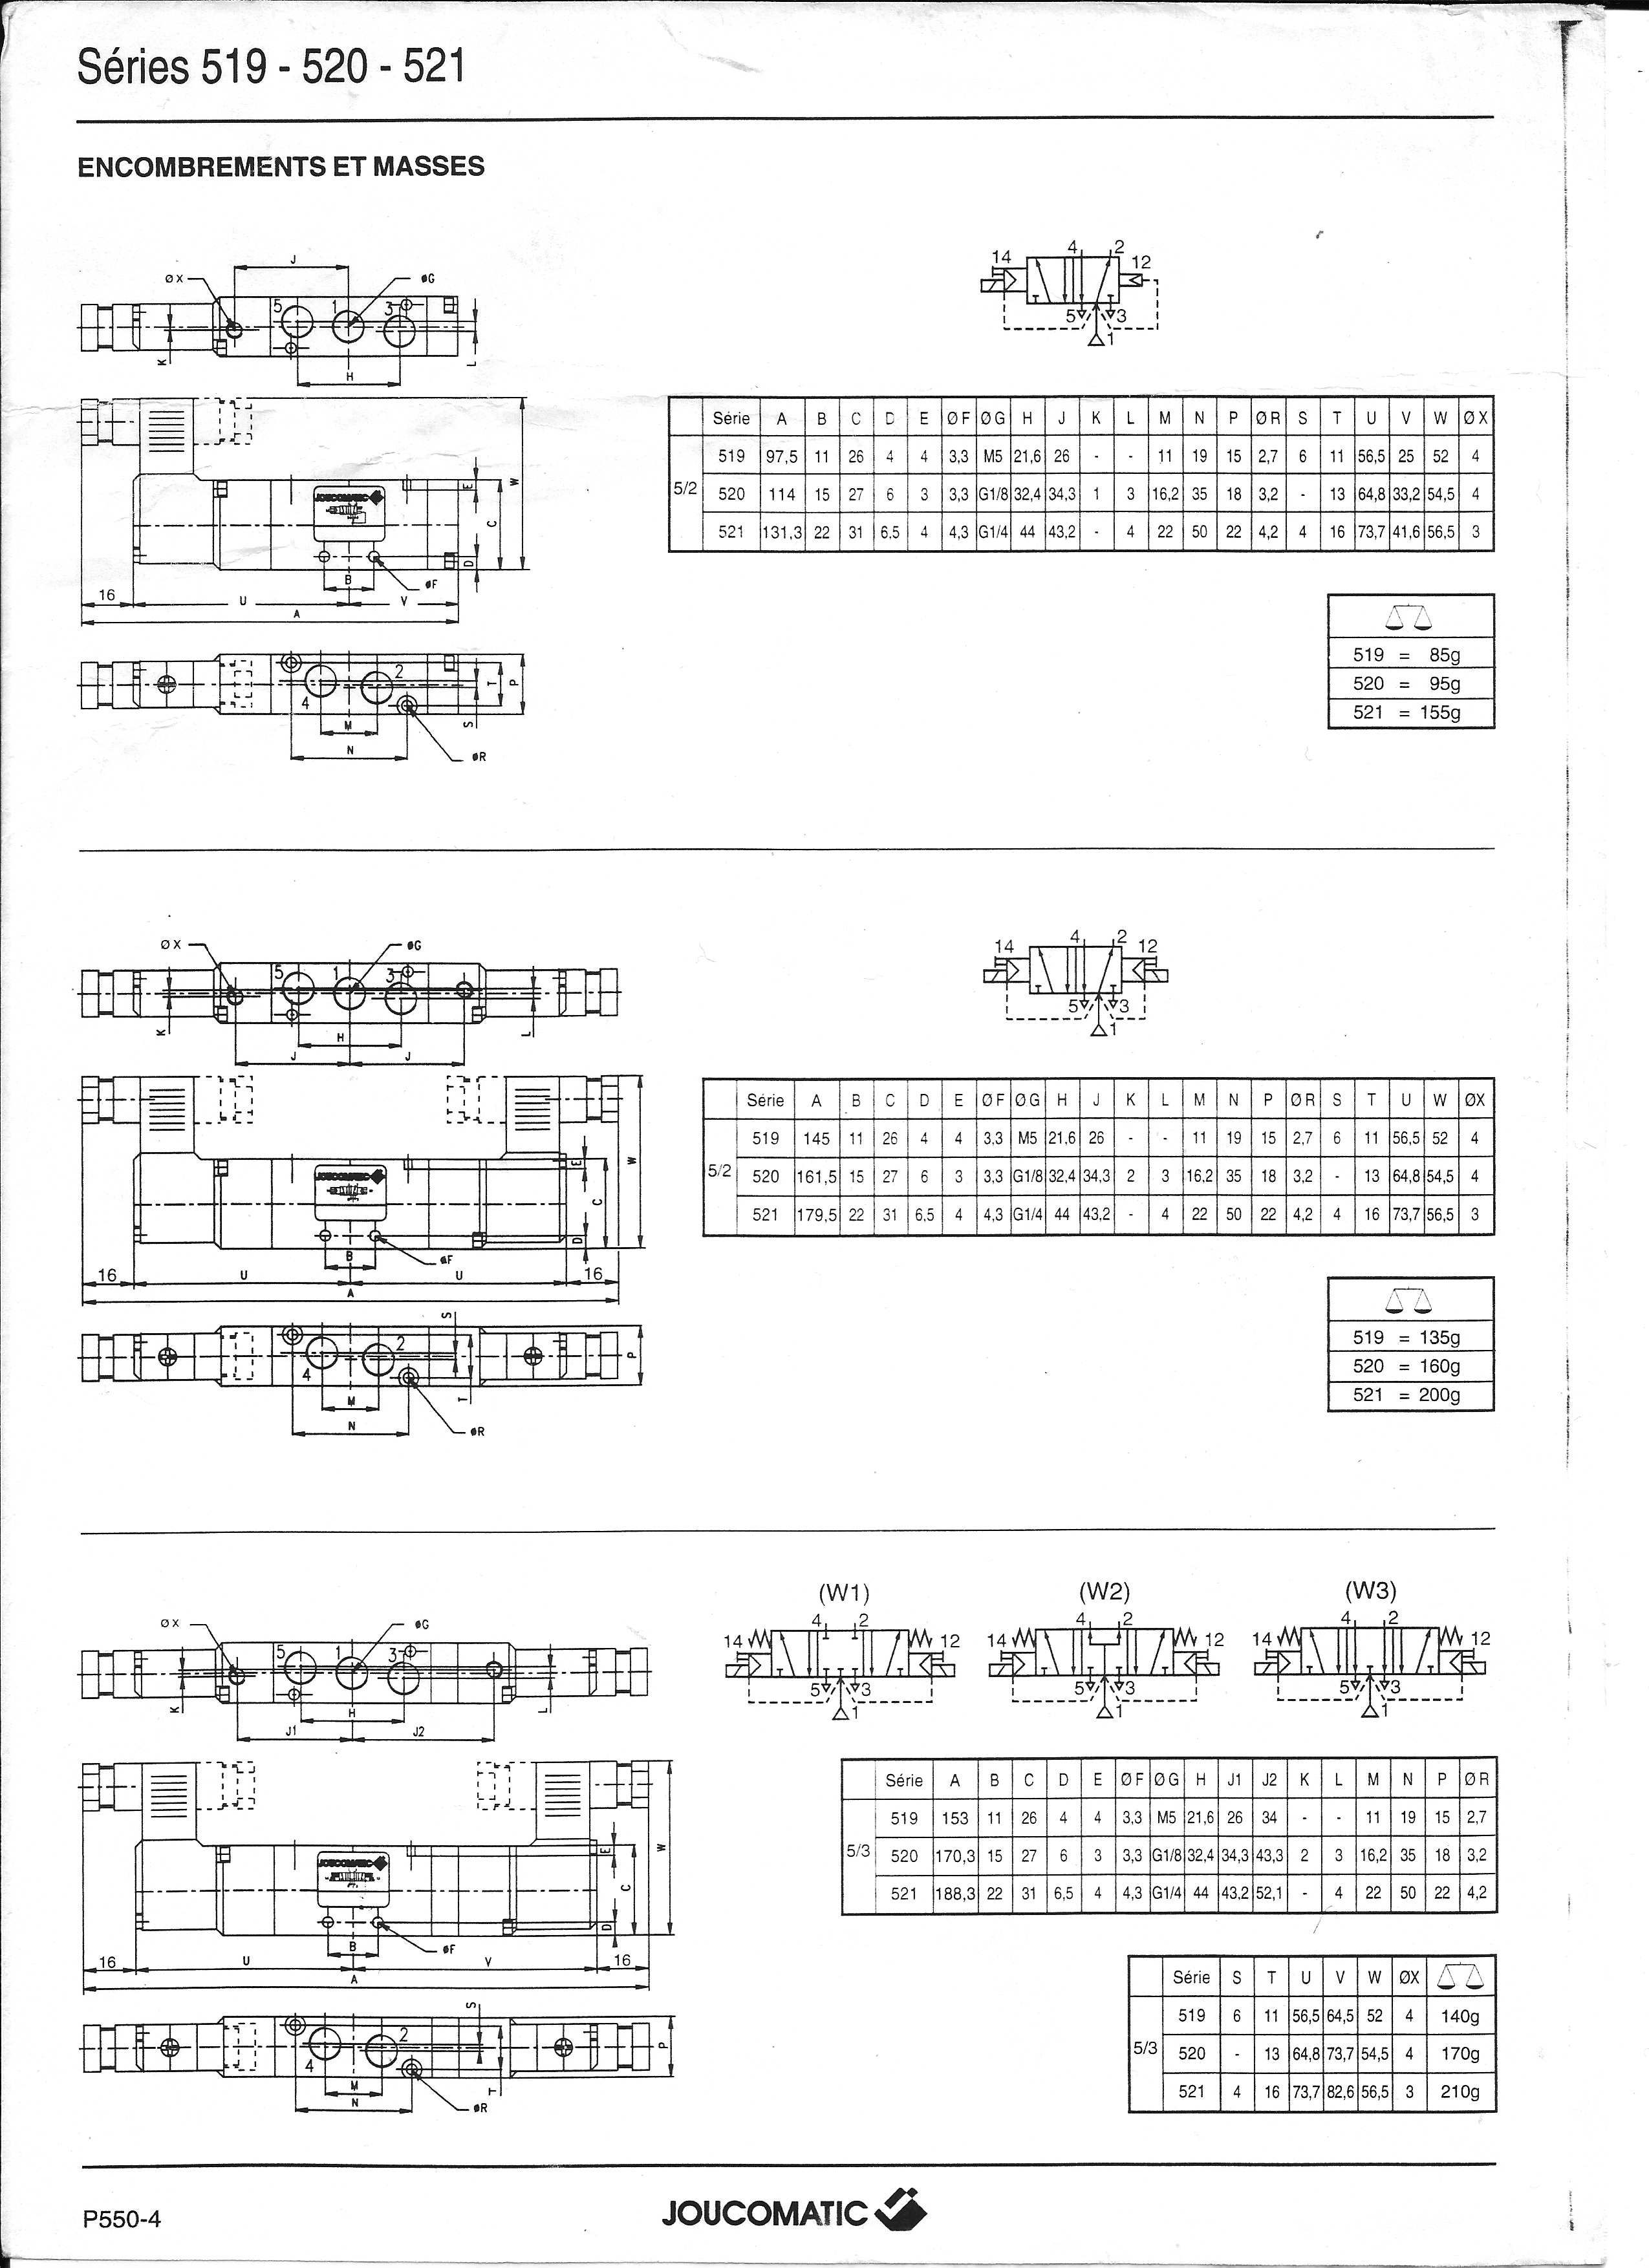 Séries 519 - 520 - 521
ENCOMBREMENTS ET MASSES
J
ØX
ØG
5 1 3
K
L
H
14 4 2 12
5 3
1
W
E
C
D
B
ØF
16 U V
A
JOUCOMATIC
Série A B C D E ØF ØG H J K L M N P ØR S T U V W ØX
5/2
519 97,5 11 26 4 4 3,3 M5 21,6 26 - - 11 19 15 2,7 6 11 56,5 25 52 4
520 114 15 27 6 3 3,3 G1/8 32,4 34,3 1 3 16,2 35 18 3,2 - 13 64,8 33,2 54,5 4
521 131,3 22 31 6.5 4 4,3 G1/4 44 43,2 - 4 22 50 22 4,2 4 16 73,7 41,6 56,5 3
519 = 85g
520 = 95g
521 = 155g
2
4
T P
S
M
N
ØR
ØX
ØG
5 1 3
K
L
H
J J
14 4 2 12
5 3
1
JOUCOMATIC
W
E
C
D
B
ØF
16 U U 16
A
Série A B C D E ØF ØG H J K L M N P ØR S T U W ØX
5/2
519 145 11 26 4 4 3,3 M5 21,6 26 - - 11 19 15 2,7 6 11 56,5 52 4
520 161,5 15 27 6 3 3,3 G1/8 32,4 34,3 2 3 16,2 35 18 3,2 - 13 64,8 54,5 4
521 179,5 22 31 6,5 4 4,3 G1/4 44 43,2 - 4 22 50 22 4,2 4 16 73,7 56,5 3
519 = 135g
520 = 160g
521 = 200g
S
2
4
P
T
M
N
ØR
(W1) (W2) (W3)
14 4 2 12
5 3
1
14 4 2 12
5 3
1
14 4 2 12
5 3
1
ØX
ØG
5 1 3
K
L
H
J1 J2
JOUCOMATIC
W
E
C
D
B
ØF
16 U V 16
A
Série A B C D E ØF ØG H J1 J2 K L M N P ØR
5/3
519 153 11 26 4 4 3,3 M5 21,6 26 34 - - 11 19 15 2,7
520 170,3 15 27 6 3 3,3 G1/8 32,4 34,3 43,3 2 3 16,2 35 18 3,2
521 188,3 22 31 6,5 4 4,3 G1/4 44 43,2 52,1 - 4 22 50 22 4,2
Série S T U V W ØX
5/3
519 6 11 56,5 64,5 52 4 140g
520 - 13 64,8 73,7 54,5 4 170g
521 4 16 73,7 82,6 56,5 3 210g
S
2
4
P
T
M
N
ØR
P550-4
JOUCOMATIC